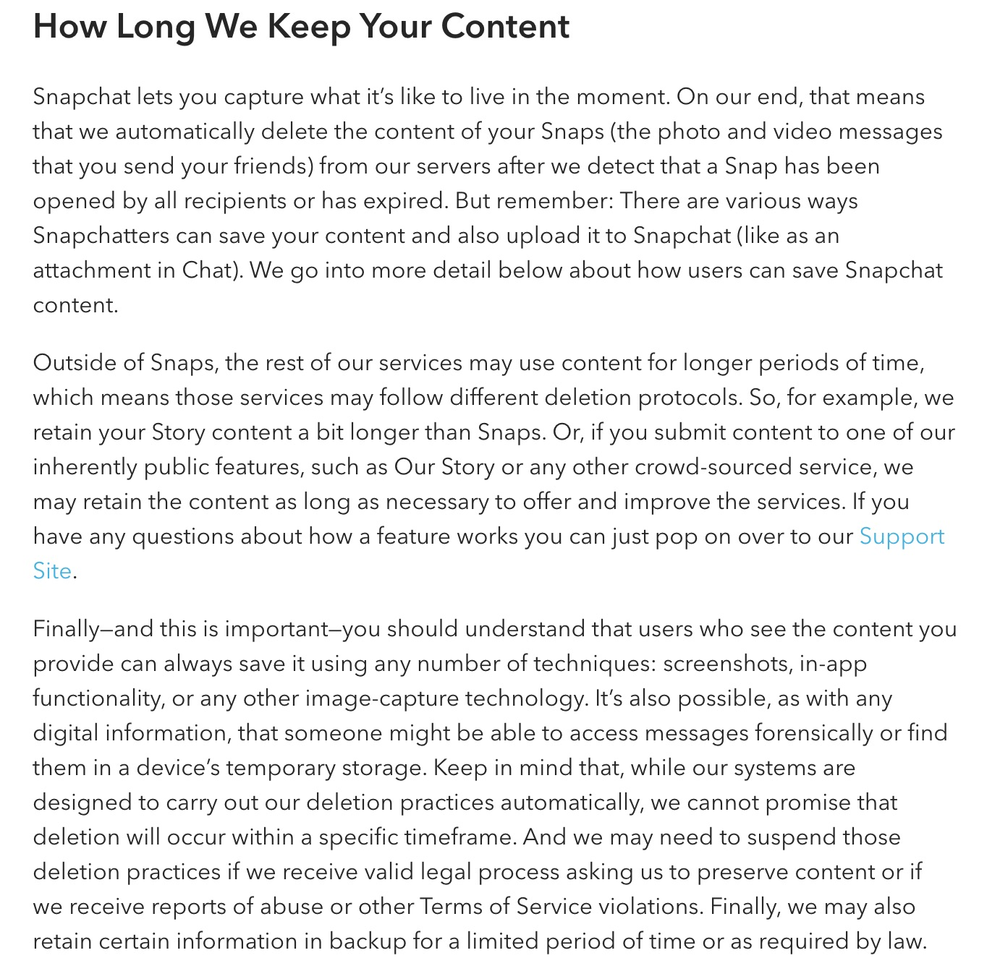 How Long We Keep Your Content
Snapchat lets you capture what it’s like to live in the moment. On our end, that means
that we automatically delete the content of your Snaps (the photo and video messages
that you send your friends) from our servers after we detect that a Snap has been
opened by all recipients or has expired. But remember: There are various ways
Snapchatters can save your content and also upload it to Snapchat (like as an
attachment in Chat). We go into more detail below about how users can save Snapchat
content.
Outside of Snaps, the rest of our services may use content for longer periods of time,
which means those services may follow different deletion protocols. So, for example, we
retain your Story content a bit longer than Snaps. Or, if you submit content to one of our
inherently public features, such as Our Story or any other crowd-sourced service, we
may retain the content as long as necessary to offer and improve the services. If you
have any questions about how a feature works you can just pop on over to our Support
Site.
Finally—and this is important—you should understand that users who see the content you
provide can always save it using any number of techniques: screenshots, in-app
functionality, or any other image-capture technology. It’s also possible, as with any
digital information, that someone might be able to access messages forensically or find
them in a device’s temporary storage. Keep in mind that, while our systems are
designed to carry out our deletion practices automatically, we cannot promise that
deletion will occur within a specific timeframe. And we may need to suspend those
deletion practices if we receive valid legal process asking us to preserve content or if
we receive reports of abuse or other Terms of Service violations. Finally, we may also
retain certain information in backup for a limited period of time or as required by law.